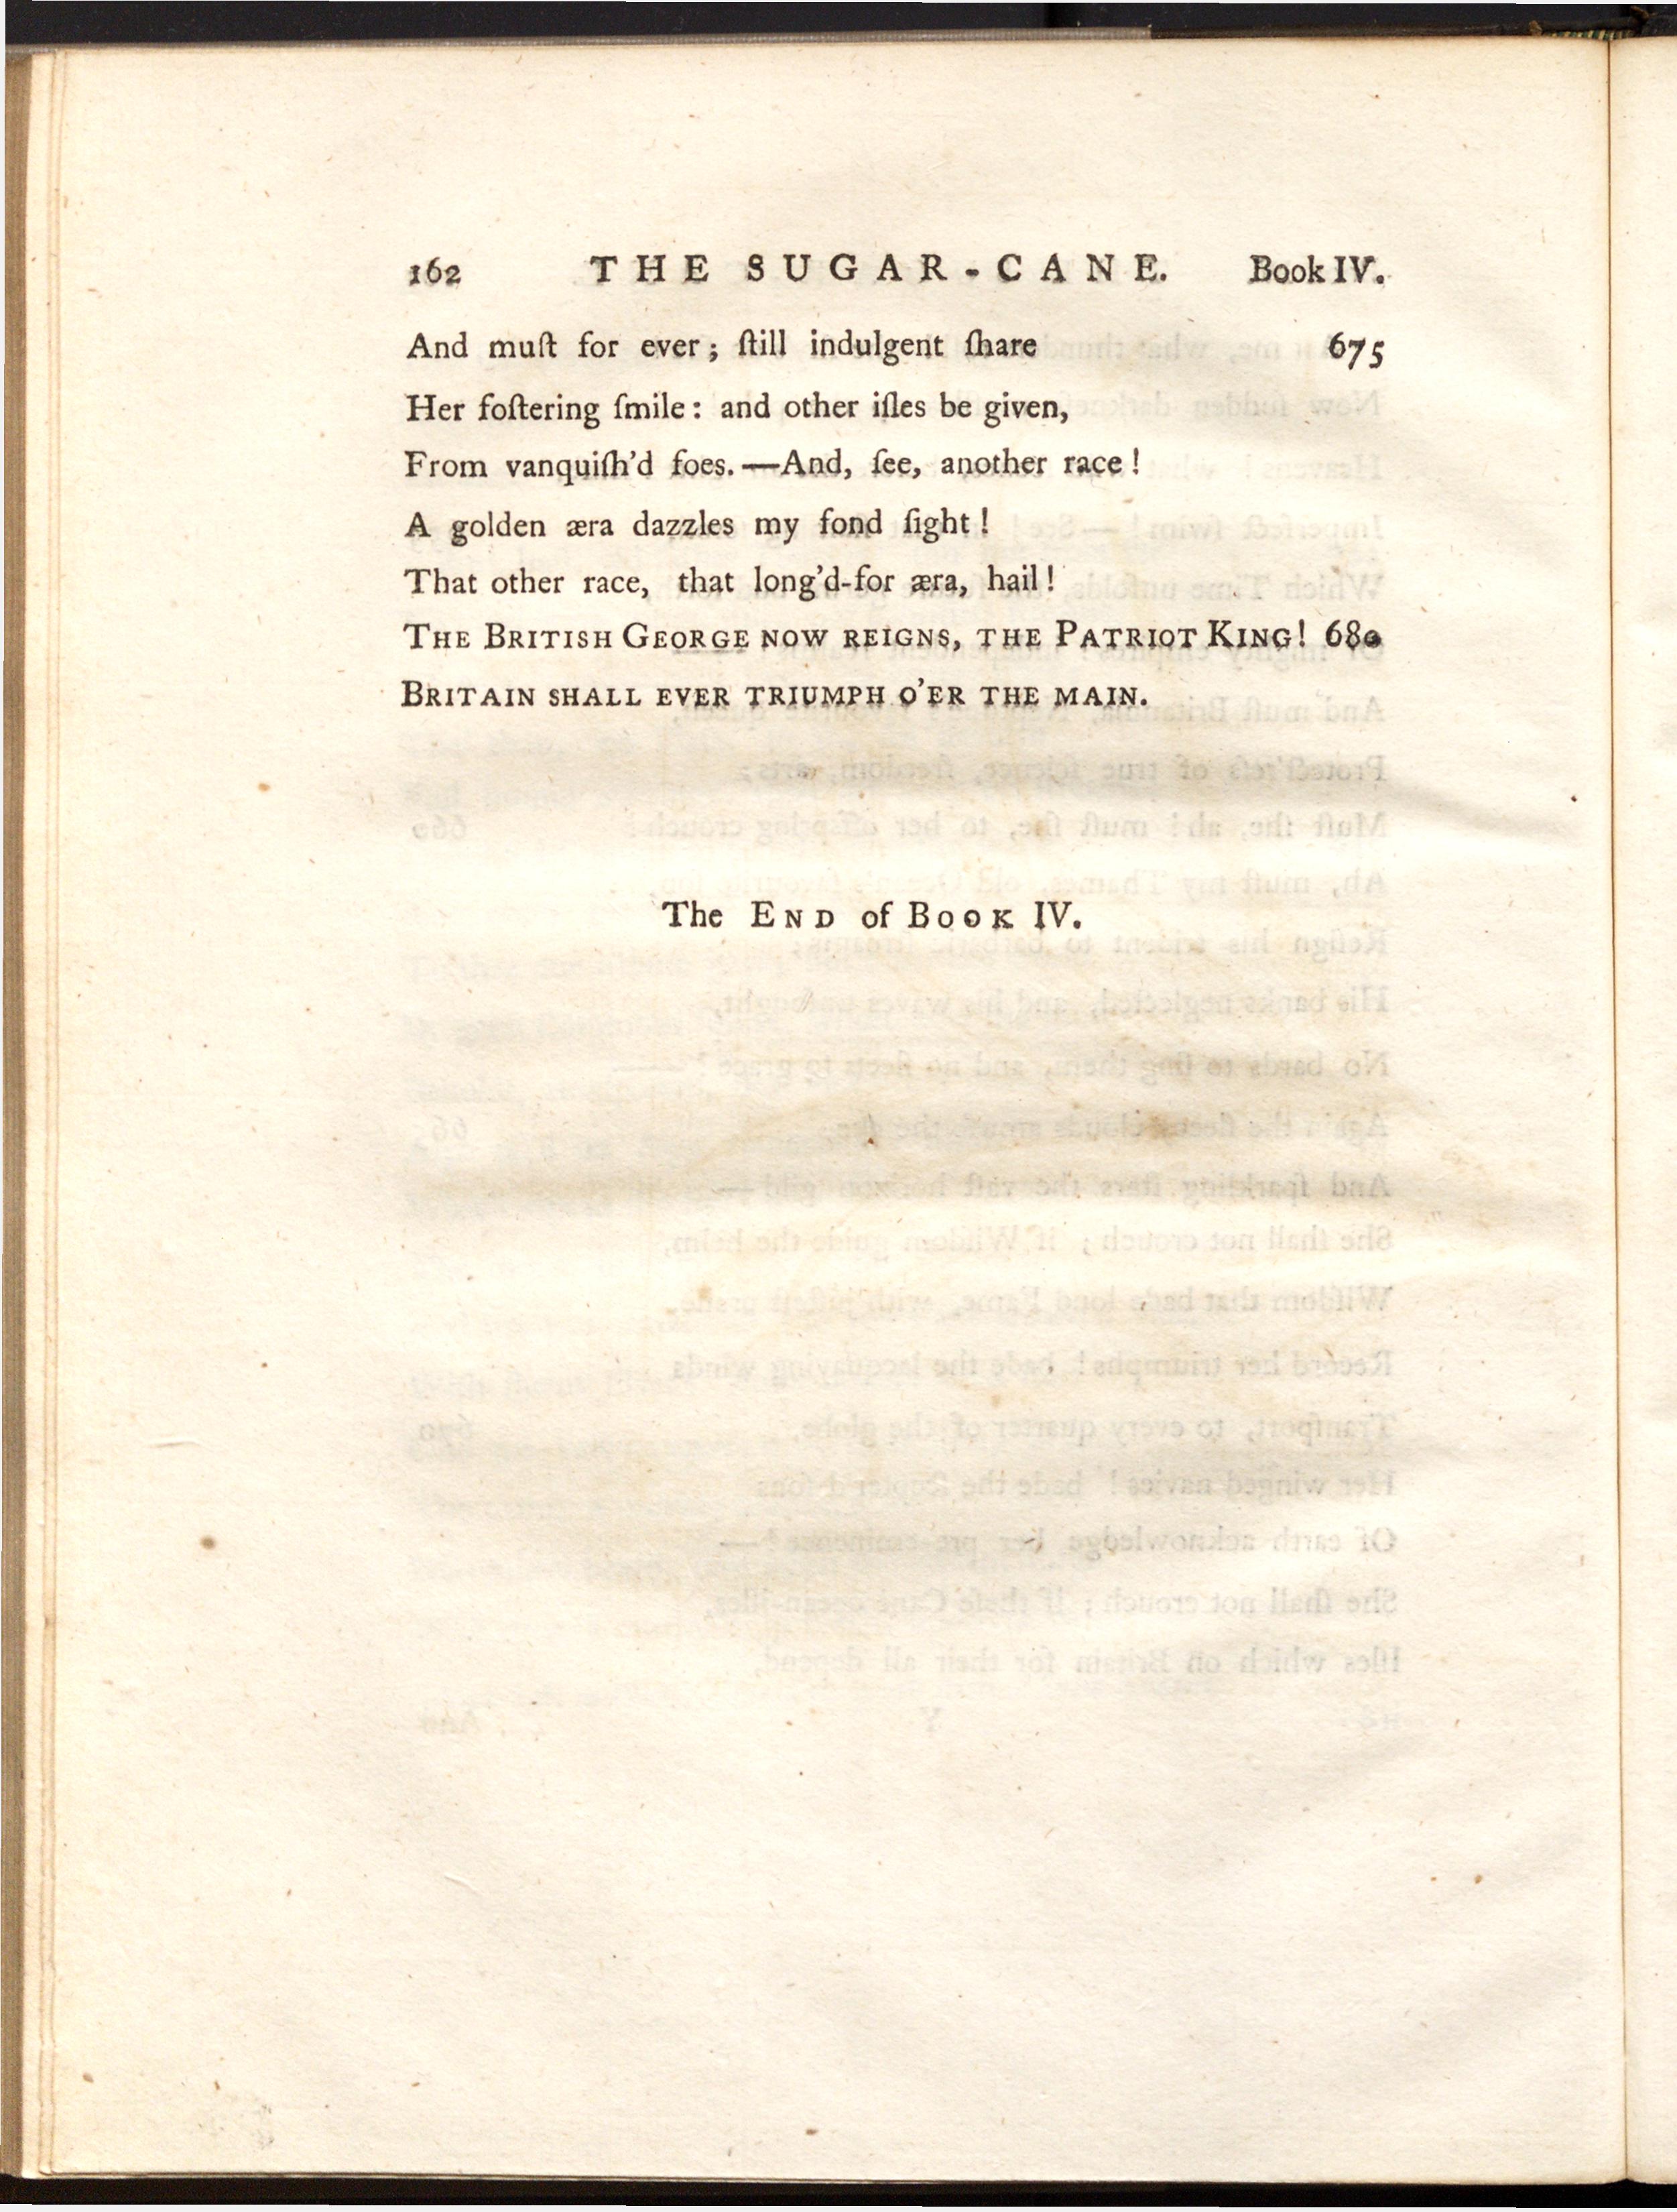 162 THE SUGAR-CANE. Book IV.
And muſt for ever; ſtill indulgent ſhare 675
Her foſtering ſmile: and other iſles be given,
From vanquiſh'd foes.—And, ſee, another race!
A golden æra dazzles my fond ſight!
That other race, that long'd-for æra, hail!
THE BRITISH GEORGE NOW REIGNS, THE PATRIOT KING! 680
BRITAIN SHALL EVER TRIUMPH O'ER THE MAIN.
The END of BOOK IV.